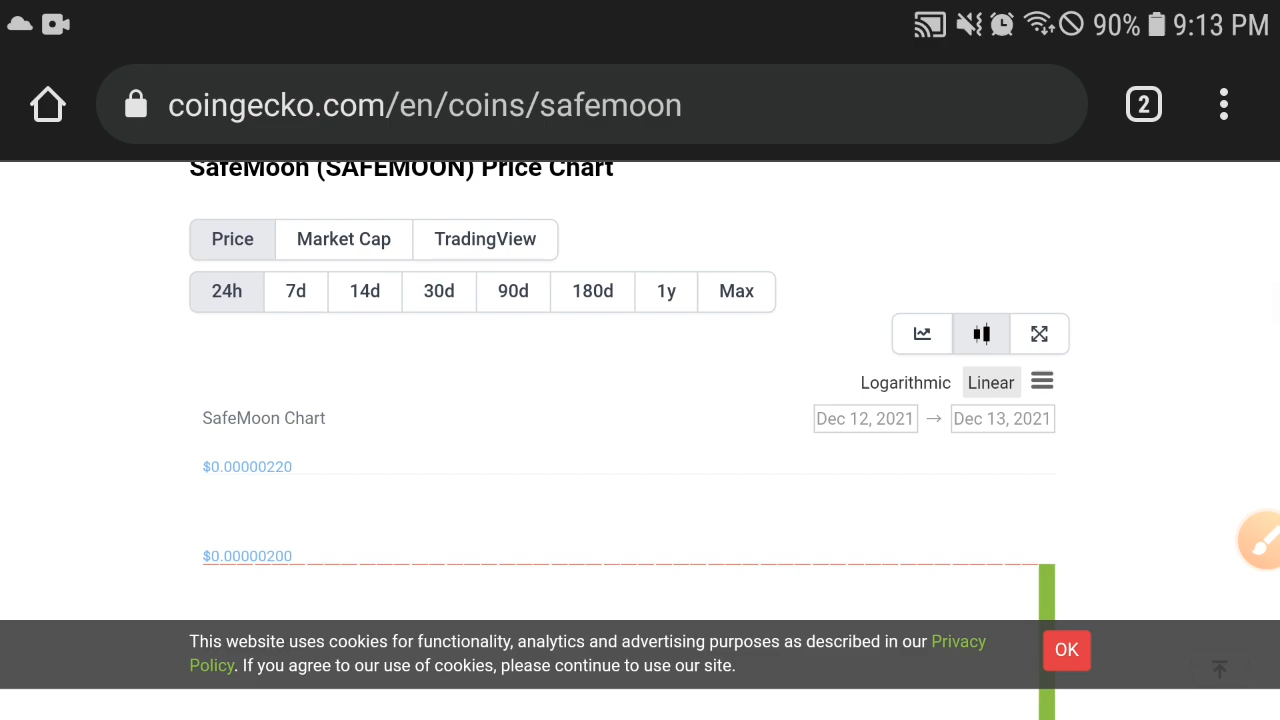 90% 9:13 PM
coingecko.com/en/coins/safemoon
2
SafeMoon (SAFEMOON) Price Chart
Price Market Cap TradingView
24h 7d 14d 30d 90d 180d 1y Max
Logarithmic Linear
SafeMoon Chart Dec 12, 2021 → Dec 13, 2021
$0.00000220
$0.00000200
This website uses cookies for functionality, analytics and advertising purposes as described in our Privacy
Policy. If you agree to our use of cookies, please continue to use our site.
OK